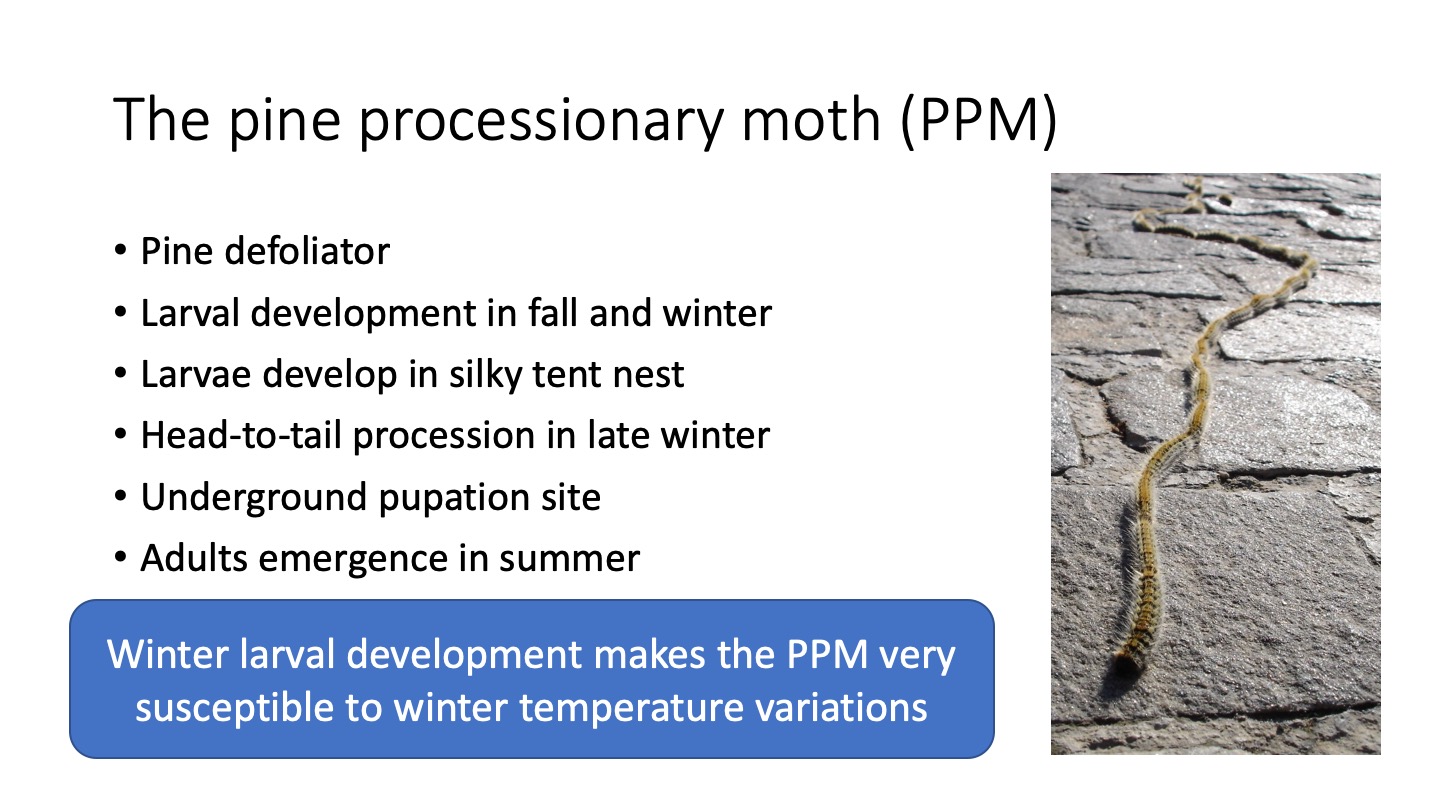 The pine processionary moth (PPM)
• Pine defoliator
• Larval development in fall and winter
• Larvae develop in silky tent nest
• Head-to-tail procession in late winter
• Underground pupation site
• Adults emergence in summer
Winter larval development makes the PPM very
susceptible to winter temperature variations